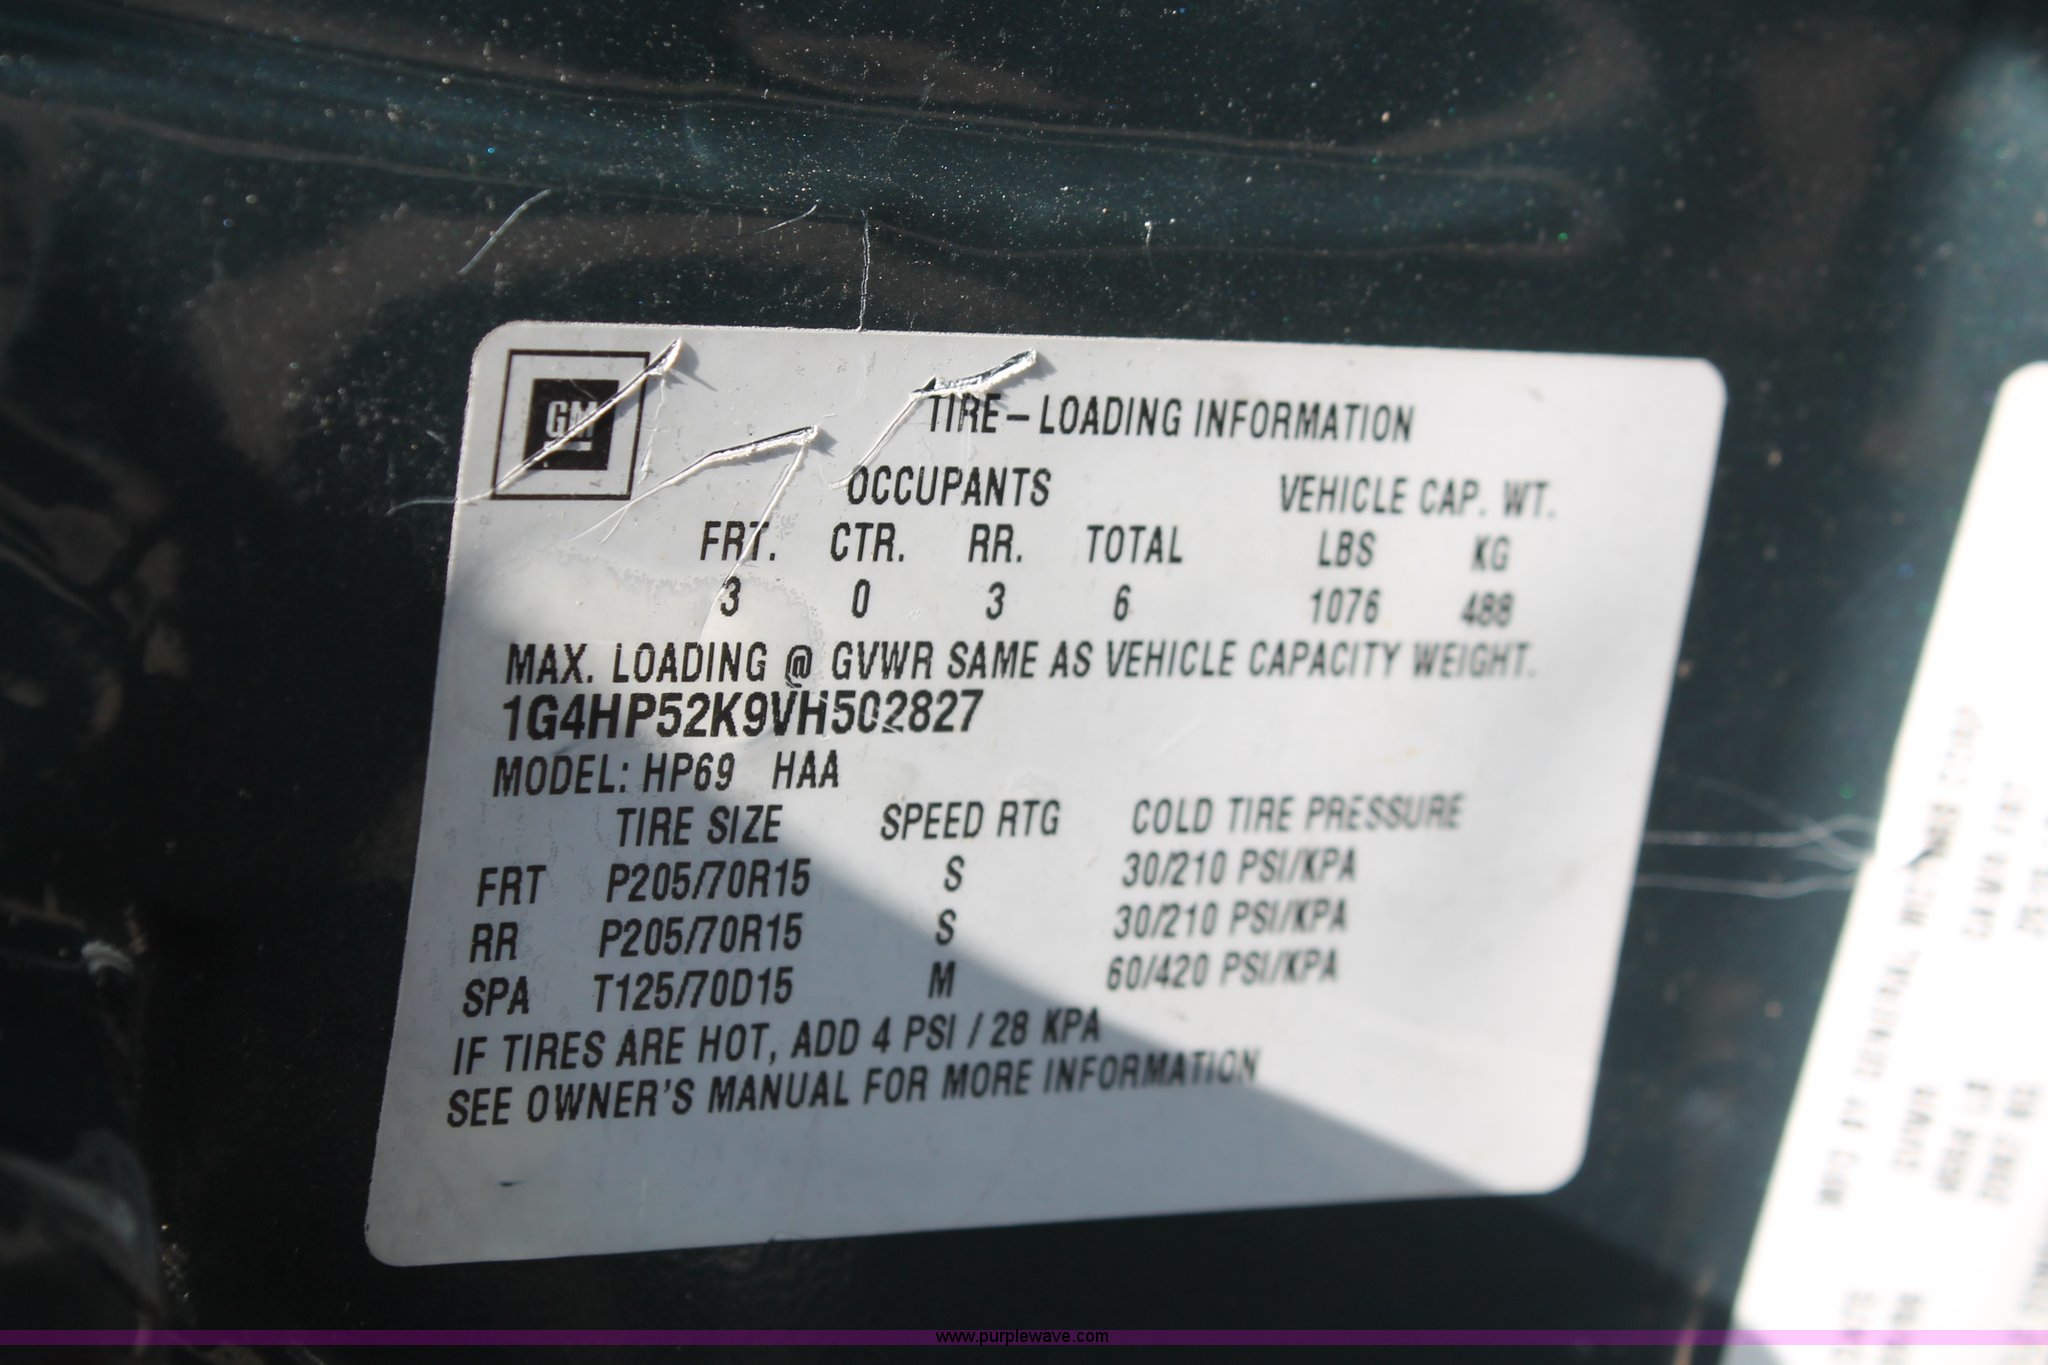 GM
TIRE–LOADING INFORMATION
OCCUPANTS VEHICLE CAP. WT.
FRT. CTR. RR. TOTAL LBS KG
3 0 3 6 1076 488
MAX. LOADING @ GVWR SAME AS VEHICLE CAPACITY WEIGHT.
1G4HP52K9VH502827
MODEL: HP69 HAA
TIRE SIZE SPEED RTG COLD TIRE PRESSURE
FRT P205/70R15 S 30/210 PSI/KPA
RR P205/70R15 S 30/210 PSI/KPA
SPA T125/70D15 M 60/420 PSI/KPA
IF TIRES ARE HOT, ADD 4 PSI / 28 KPA
SEE OWNER'S MANUAL FOR MORE INFORMATION
www.purplewave.com